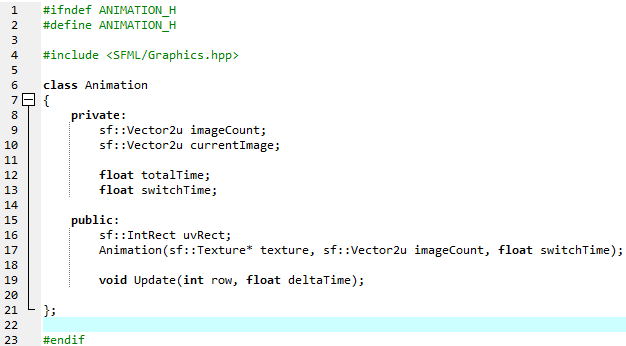 1 #ifndef ANIMATION_H
2 #define ANIMATION_H
3
4 #include <SFML/Graphics.hpp>
5
6 class Animation
7 {
8 private:
9 sf::Vector2u imageCount;
10 sf::Vector2u currentImage;
11
12 float totalTime;
13 float switchTime;
14
15 public:
16 sf::IntRect uvRect;
17 Animation(sf::Texture* texture, sf::Vector2u imageCount, float switchTime);
18
19 void Update(int row, float deltaTime);
20
21 };
22
23 #endif